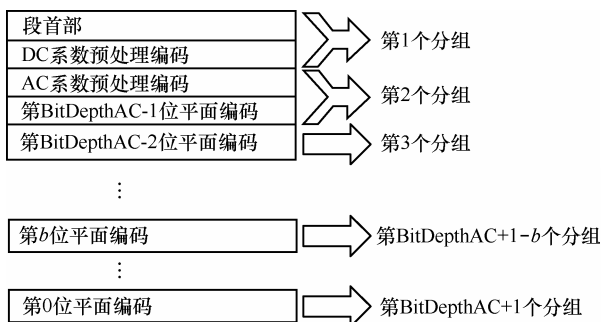 段首部
DC系数预处理编码
第1个分组
AC系数预处理编码
第BitDepthAC-1位平面编码
第2个分组
第BitDepthAC-2位平面编码
第3个分组
⋮
第b位平面编码
第BitDepthAC+1-b个分组
⋮
第0位平面编码
第BitDepthAC+1个分组